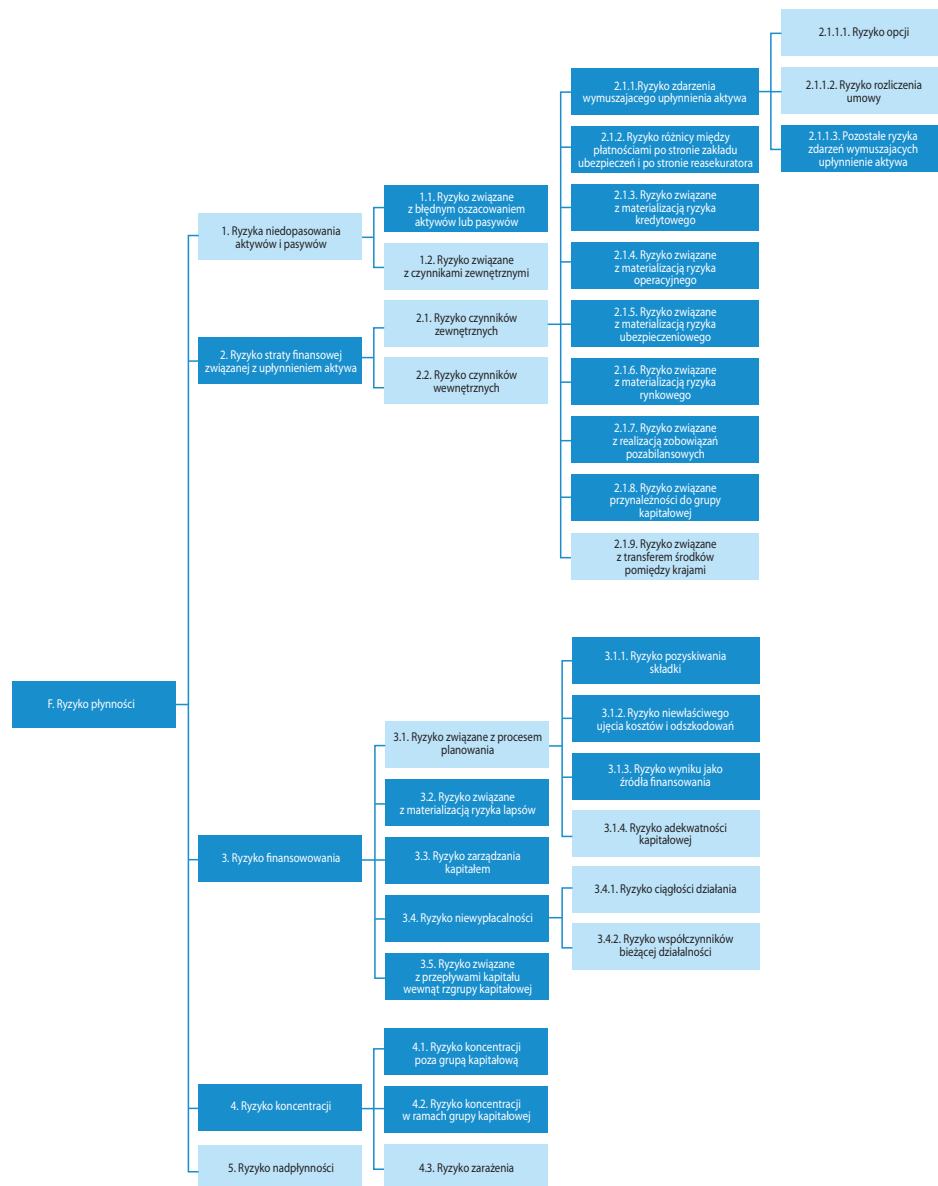 F. Ryzyko płynności
1. Ryzyka niedopasowania
aktywów i pasywów
1.1. Ryzyko związane
z błędnym oszacowaniem
aktywów lub pasywów
1.2. Ryzyko związane
z czynnikami zewnętrznymi
2. Ryzyko straty finansowej
związanej z upłynnieniem aktywa
2.1. Ryzyko czynników
zewnętrznych
2.1.1.Ryzyko zdarzenia
wymuszajacego upłynnienia aktywa
2.1.1.1. Ryzyko opcji
2.1.1.2. Ryzyko rozliczenia
umowy
2.1.1.3. Pozostałe ryzyka
zdarzeń wymuszajacych
upłynnienie aktywa
2.1.2. Ryzyko różnicy między
płatnościami po stronie zakładu
ubezpieczeń i po stronie reasekuratora
2.1.3. Ryzyko związane
z materializacją ryzyka
kredytowego
2.1.4. Ryzyko związane
z materializacją ryzyka
operacyjnego
2.1.5. Ryzyko związane
z materializacją ryzyka
ubezpieczeniowego
2.1.6. Ryzyko związane
z materializacją ryzyka
rynkowego
2.1.7. Ryzyko związane
z realizacją zobowiązań
pozabilansowych
2.1.8. Ryzyko związane
przynależności do grupy
kapitałowej
2.1.9. Ryzyko związane
z transferem środków
pomiędzy krajami
2.2. Ryzyko czynników
wewnętrznych
3. Ryzyko finansowowania
3.1. Ryzyko związane z procesem
planowania
3.1.1. Ryzyko pozyskiwania
składki
3.1.2. Ryzyko niewłaściwego
ujęcia kosztów i odszkodowań
3.1.3. Ryzyko wyniku jako
źródła finansowania
3.1.4. Ryzyko adekwatności
kapitałowej
3.2. Ryzyko związane
z materializacją ryzyka lapsów
3.3. Ryzyko zarządzania
kapitałem
3.4. Ryzyko niewypłacalności
3.4.1. Ryzyko ciągłości działania
3.4.2. Ryzyko współczynników
bieżącej działalności
3.5. Ryzyko związane
z przepływami kapitału
wewnąt rzgrupy kapitałowej
4. Ryzyko koncentracji
4.1. Ryzyko koncentracji
poza grupą kapitałową
4.2. Ryzyko koncentracji
w ramach grupy kapitałowej
4.3. Ryzyko zarażenia
5. Ryzyko nadpłynności